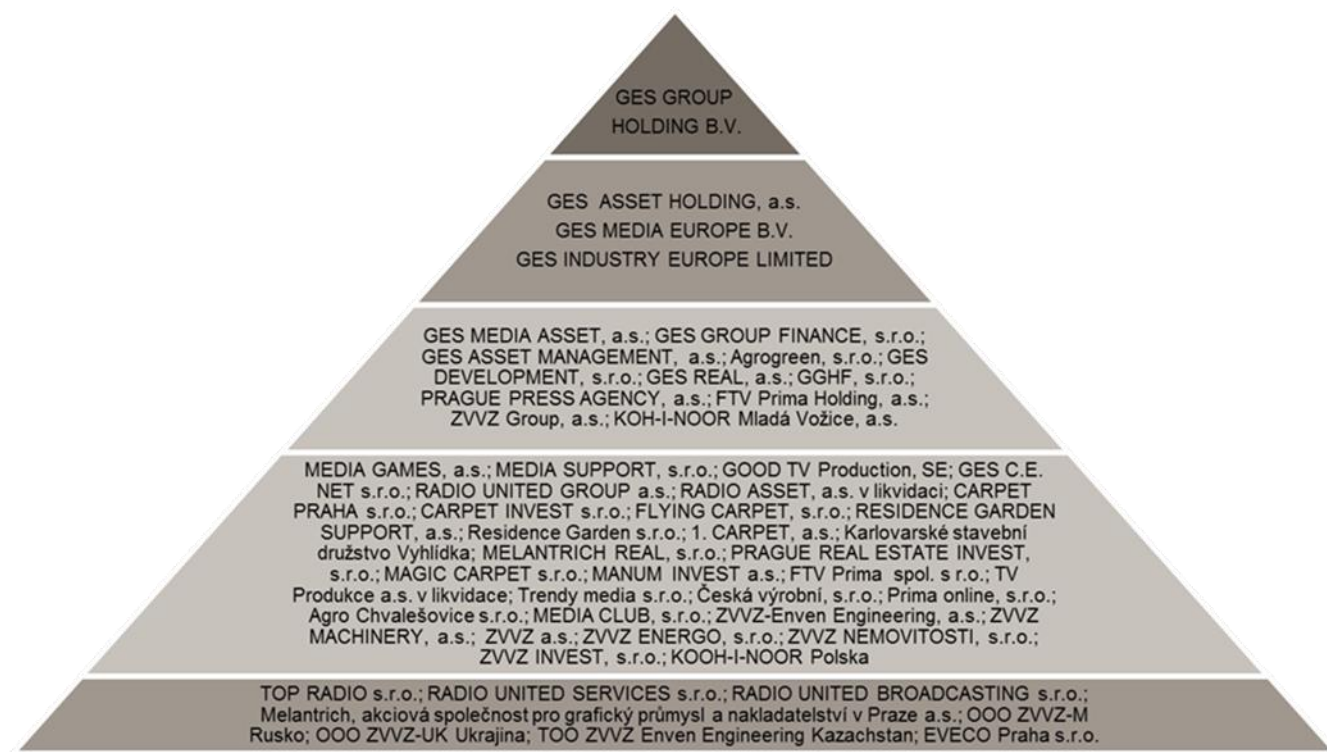 GES GROUP
HOLDING B.V.
GES ASSET HOLDING, a.s.
GES MEDIA EUROPE B.V.
GES INDUSTRY EUROPE LIMITED
GES MEDIA ASSET, a.s.; GES GROUP FINANCE, s.r.o.;
GES ASSET MANAGEMENT, a.s.; Agrogreen, s.r.o.; GES
DEVELOPMENT, s.r.o.; GES REAL, a.s.; GGHF, s.r.o.;
PRAGUE PRESS AGENCY, a.s.; FTV Prima Holding, a.s.;
ZVVZ Group, a.s.; KOH-I-NOOR Mladá Vožice, a.s.
MEDIA GAMES, a.s.; MEDIA SUPPORT, s.r.o.; GOOD TV Production, SE; GES C.E.
NET s.r.o.; RADIO UNITED GROUP a.s.; RADIO ASSET, a.s. v likvidaci; CARPET
PRAHA s.r.o.; CARPET INVEST s.r.o.; FLYING CARPET, s.r.o.; RESIDENCE GARDEN
SUPPORT, a.s.; Residence Garden s.r.o.; 1. CARPET, a.s.; Karlovarské stavební
družstvo Vyhlídka; MELANTRICH REAL, s.r.o.; PRAGUE REAL ESTATE INVEST,
s.r.o.; MAGIC CARPET s.r.o.; MANUM INVEST a.s.; FTV Prima spol. s r.o.; TV
Produkce a.s. v likvidace; Trendy media s.r.o.; Česká výrobní, s.r.o.; Prima online, s.r.o.;
Agro Chvalešovice s.r.o.; MEDIA CLUB, s.r.o.; ZVVZ-Enven Engineering, a.s.; ZVVZ
MACHINERY, a.s.; ZVVZ a.s.; ZVVZ ENERGO, s.r.o.; ZVVZ NEMOVITOSTI, s.r.o.;
ZVVZ INVEST, s.r.o.; KOOH-I-NOOR Polska
TOP RADIO s.r.o.; RADIO UNITED SERVICES s.r.o.; RADIO UNITED BROADCASTING s.r.o.;
Melantrich, akciová společnost pro grafický průmysl a nakladatelství v Praze a.s.; OOO ZVVZ-M
Rusko; OOO ZVVZ-UK Ukrajina; TOO ZVVZ Enven Engineering Kazachstan; EVECO Praha s.r.o.